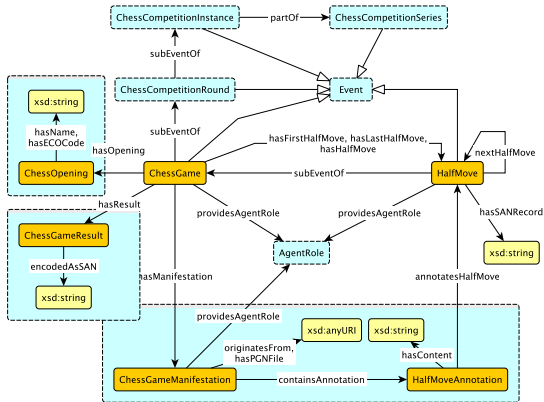 ChessCompetitionInstance
partOf
ChessCompetitionSeries
subEventOf
ChessCompetitionRound
Event
xsd:string
hasName,
hasECOCode
subEventOf
hasFirstHalfMove, hasLastHalfMove,
hasHalfMove
nextHalfMove
hasOpening
ChessOpening
ChessGame
subEventOf
HalfMove
hasResult
providesAgentRole
providesAgentRole
hasSANRecord
ChessGameResult
AgentRole
xsd:string
encodedAsSAN
hasManifestation
annotatesHalfMove
xsd:string
providesAgentRole
xsd:anyURI
xsd:string
originatesFrom,
hasPGNFile
hasContent
ChessGameManifestation
containsAnnotation
HalfMoveAnnotation